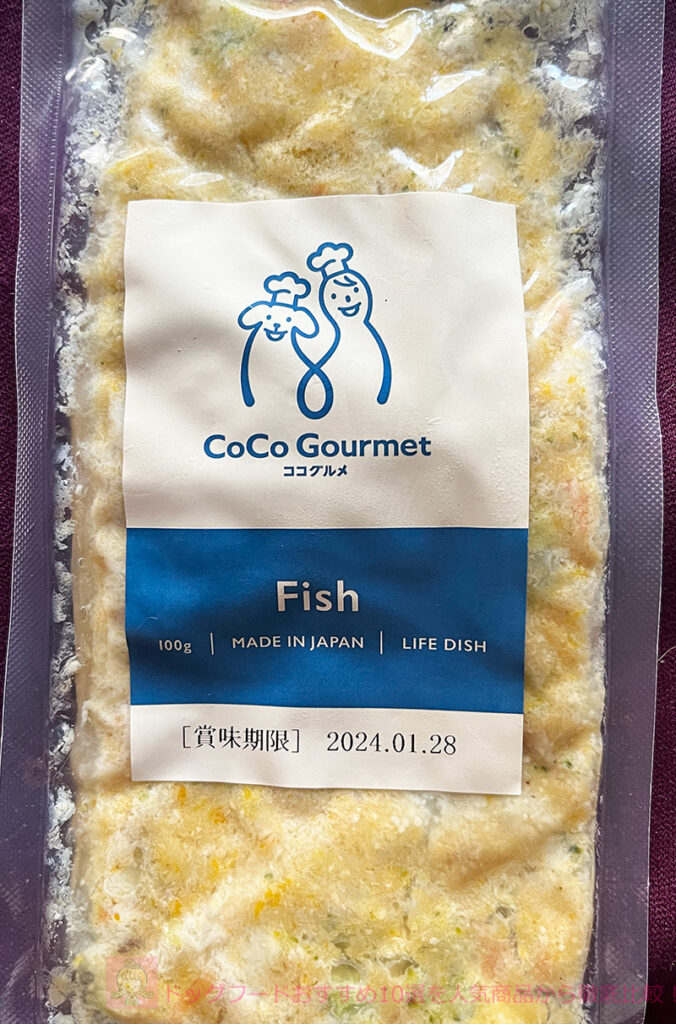 CoCo Gourmet
ココグルメ
Fish
100g | MADE IN JAPAN | LIFE DISH
[賞味期限] 2024.01.28
ドッグフードおすすめ10選を人気商品から徹底比較!